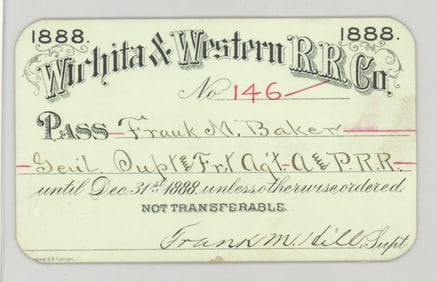 1888. 1888.
Wichita & Western R.R. Co.
No 146
PASS Frank M. Baker
Genl Supt & Frt Agt A & P.R.R.
until Dec. 31st 1888, unless otherwise ordered
NOT TRANSFERABLE.
Frank M. Hill, Supt.